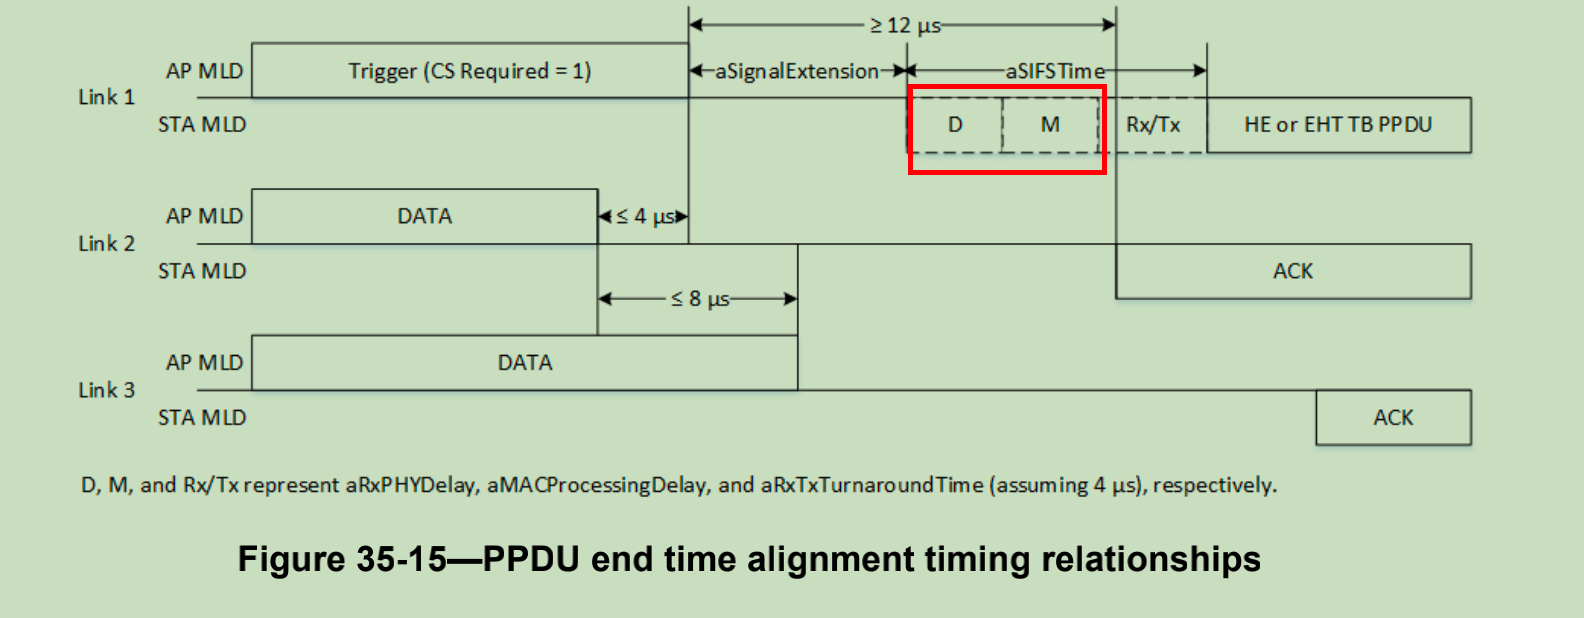 ≥ 12 µs
AP MLD
Trigger (CS Required = 1)
aSignalExtension
aSIFSTime
Link 1
STA MLD
D
M
Rx/Tx
HE or EHT TB PPDU
AP MLD
DATA
≤ 4 µs
Link 2
STA MLD
ACK
≤ 8 µs
AP MLD
DATA
Link 3
STA MLD
ACK
D, M, and Rx/Tx represent aRxPHYDelay, aMACProcessingDelay, and aRxTxTurnaroundTime (assuming 4 µs), respectively.
Figure 35-15—PPDU end time alignment timing relationships